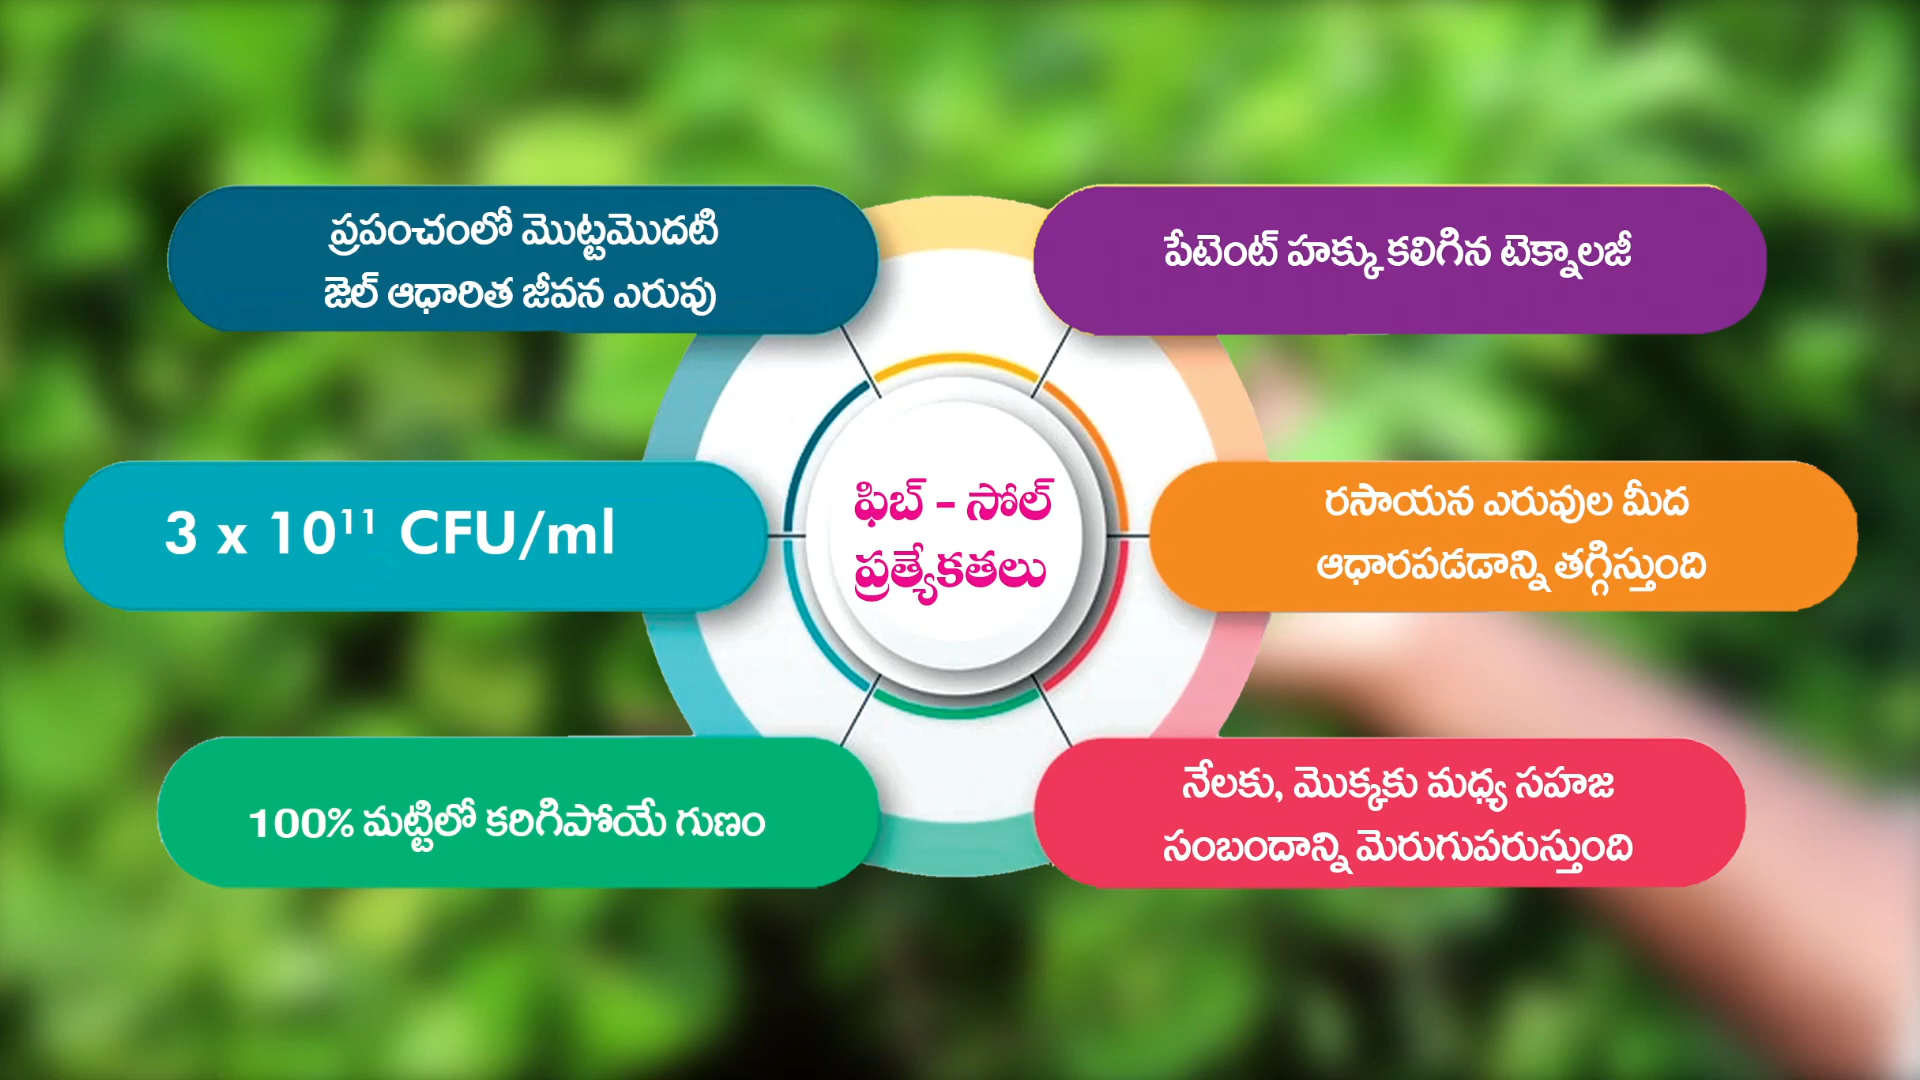 ప్రపంచంలో మొట్టమొదటి
జెల్ ఆధారిత జీవన ఎరువు
పేటెంట్ హక్కు కలిగిన టెక్నాలజీ
3 x 10¹¹ CFU/ml
ఫిబ్ - సోల్
ప్రత్యేకతలు
రసాయన ఎరువుల మీద
ఆధారపడడాన్ని తగ్గిస్తుంది
100% మట్టిలో కరిగిపోయే గుణం
నేలకు, మొక్కకు మధ్య సహజ
సంబందాన్ని మెరుగుపరుస్తుంది